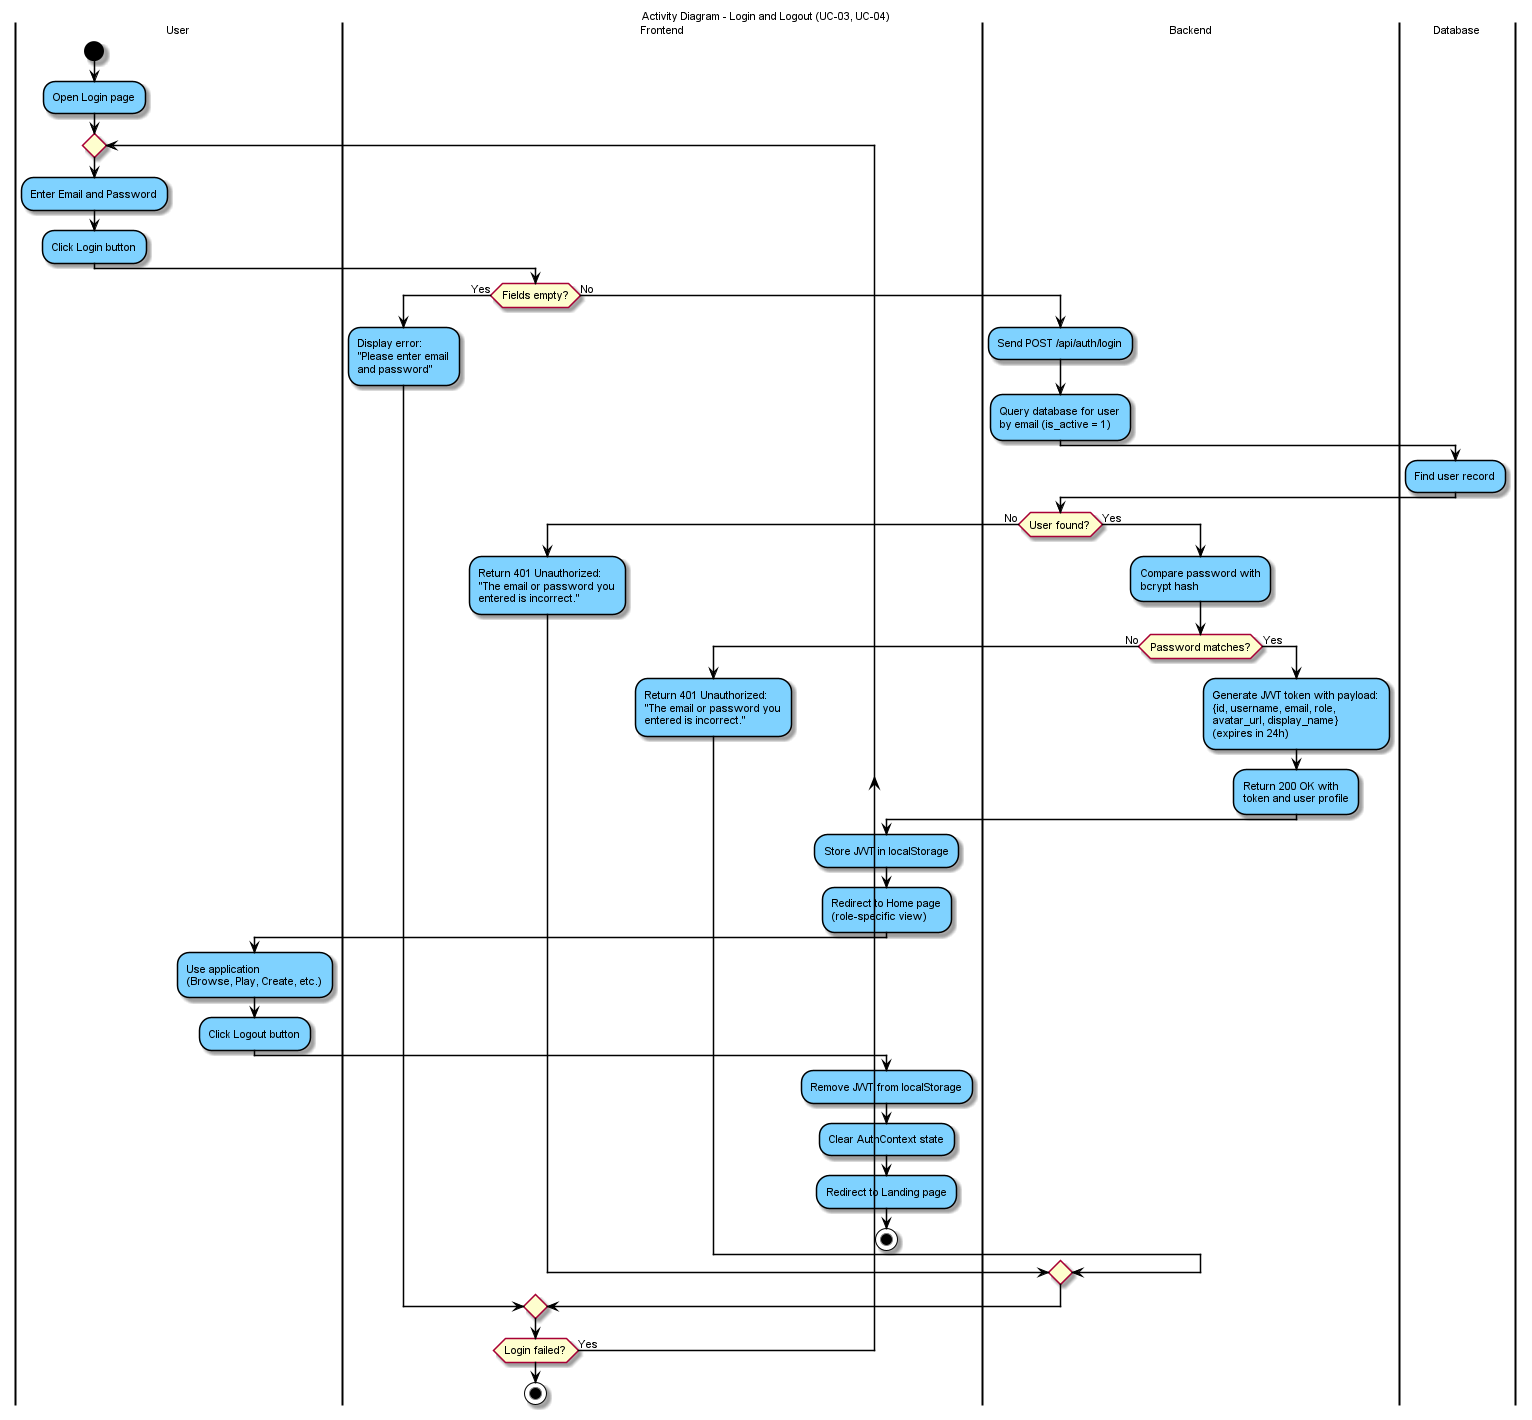 Activity Diagram - Login and Logout (UC-03, UC-04)
User
Frontend
Backend
Database
Open Login page
Enter Email and Password
Click Login button
Fields empty?
Yes
No
Display error:
"Please enter email
and password"
Send POST /api/auth/login
Query database for user
by email (is_active = 1)
Find user record
User found?
No
Yes
Return 401 Unauthorized:
"The email or password you
entered is incorrect."
Compare password with
bcrypt hash
Password matches?
No
Yes
Return 401 Unauthorized:
"The email or password you
entered is incorrect."
Generate JWT token with payload:
{id, username, email, role,
avatar_url, display_name}
(expires in 24h)
Return 200 OK with
token and user profile
Store JWT in localStorage
Redirect to Home page
(role-specific view)
Use application
(Browse, Play, Create, etc.)
Click Logout button
Remove JWT from localStorage
Clear AuthContext state
Redirect to Landing page
Login failed?
Yes